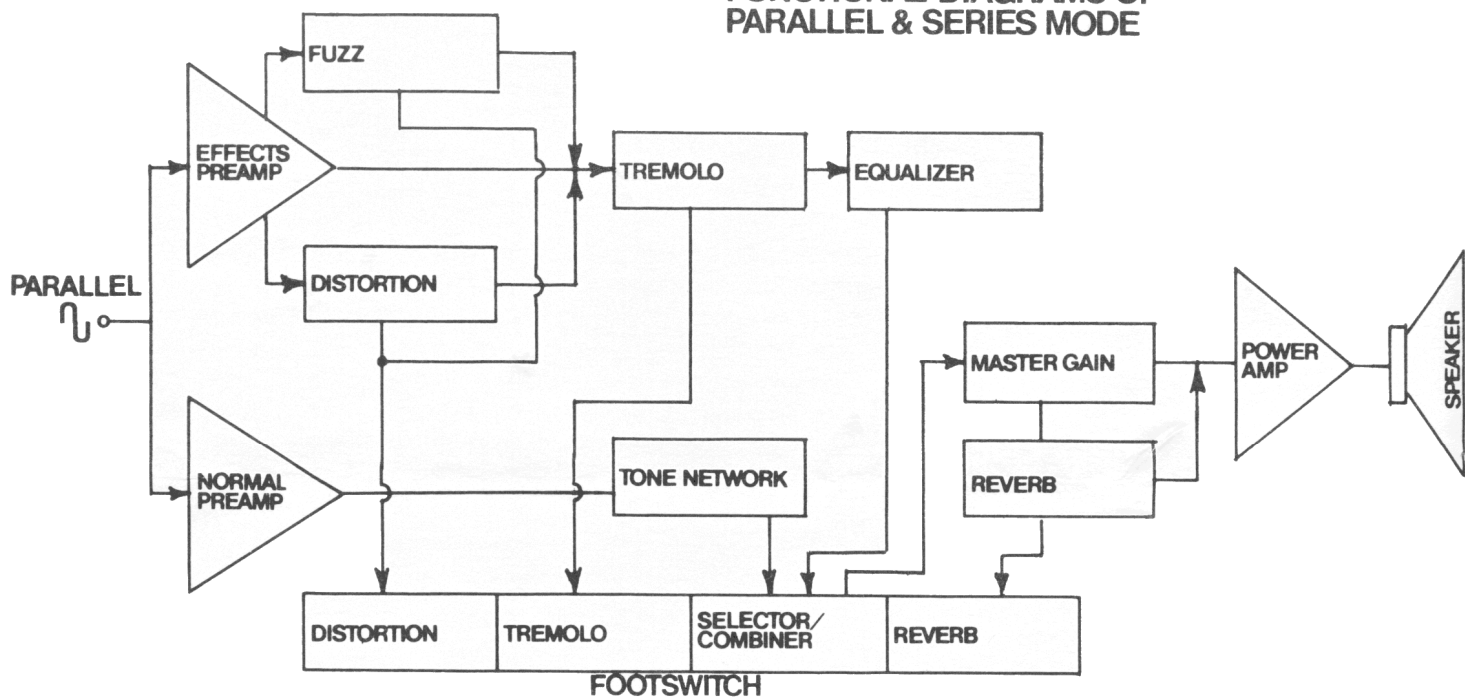 PARALLEL & SERIES MODE
FUZZ
EFFECTS
PREAMP
TREMOLO
EQUALIZER
DISTORTION
PARALLEL
MASTER GAIN
POWER
AMP
SPEAKER
NORMAL
PREAMP
TONE NETWORK
REVERB
DISTORTION
TREMOLO
SELECTOR/
COMBINER
REVERB
FOOTSWITCH